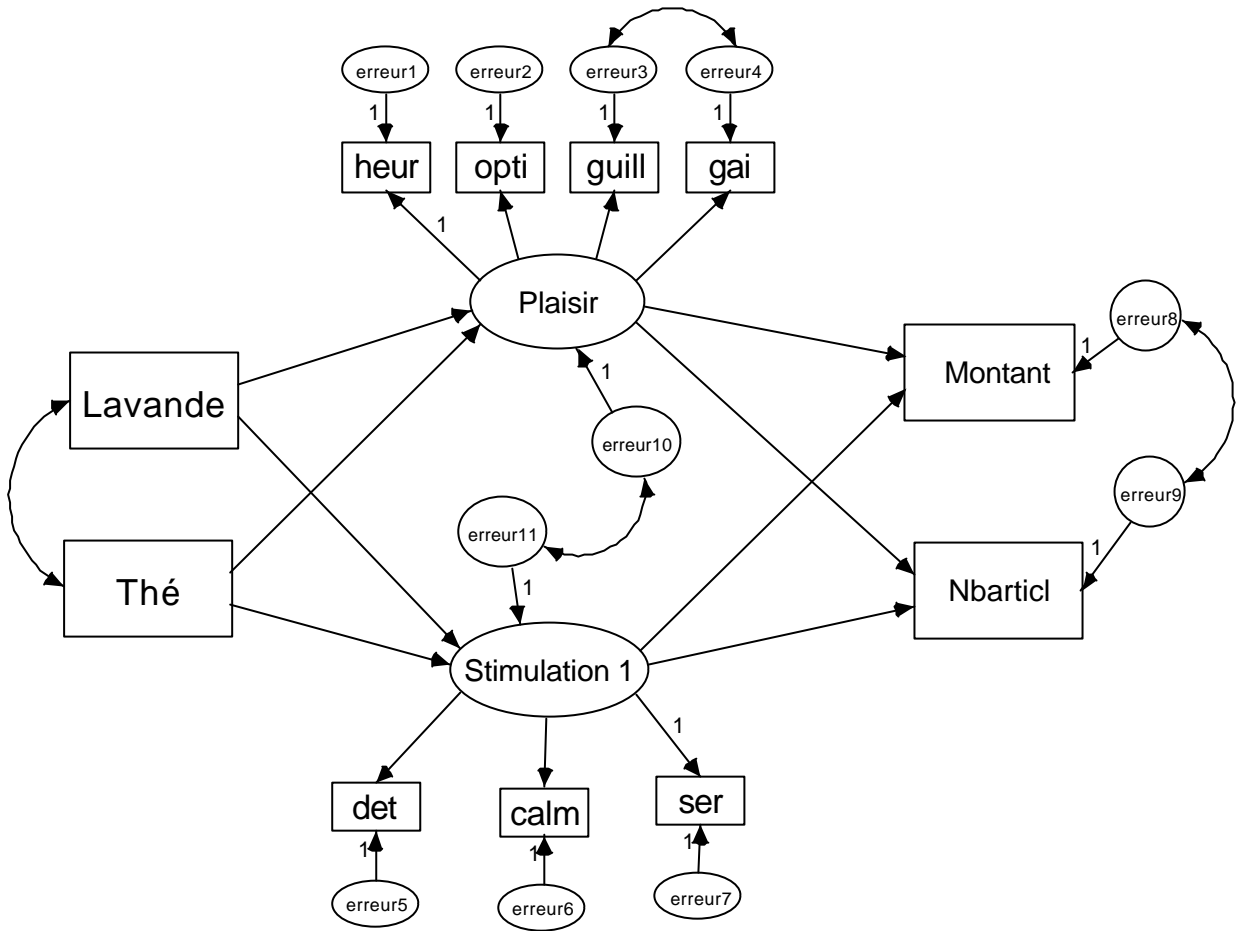 erreur1
erreur2
erreur3
erreur4
1
1
1
1
heur
opti
guill
gai
1
Plaisir
erreur8
1
Montant
Lavande
1
erreur10
erreur9
erreur11
1
1
Thé
Nbarticl
Stimulation 1
1
det
calm
ser
1
1
1
erreur5
erreur6
erreur7